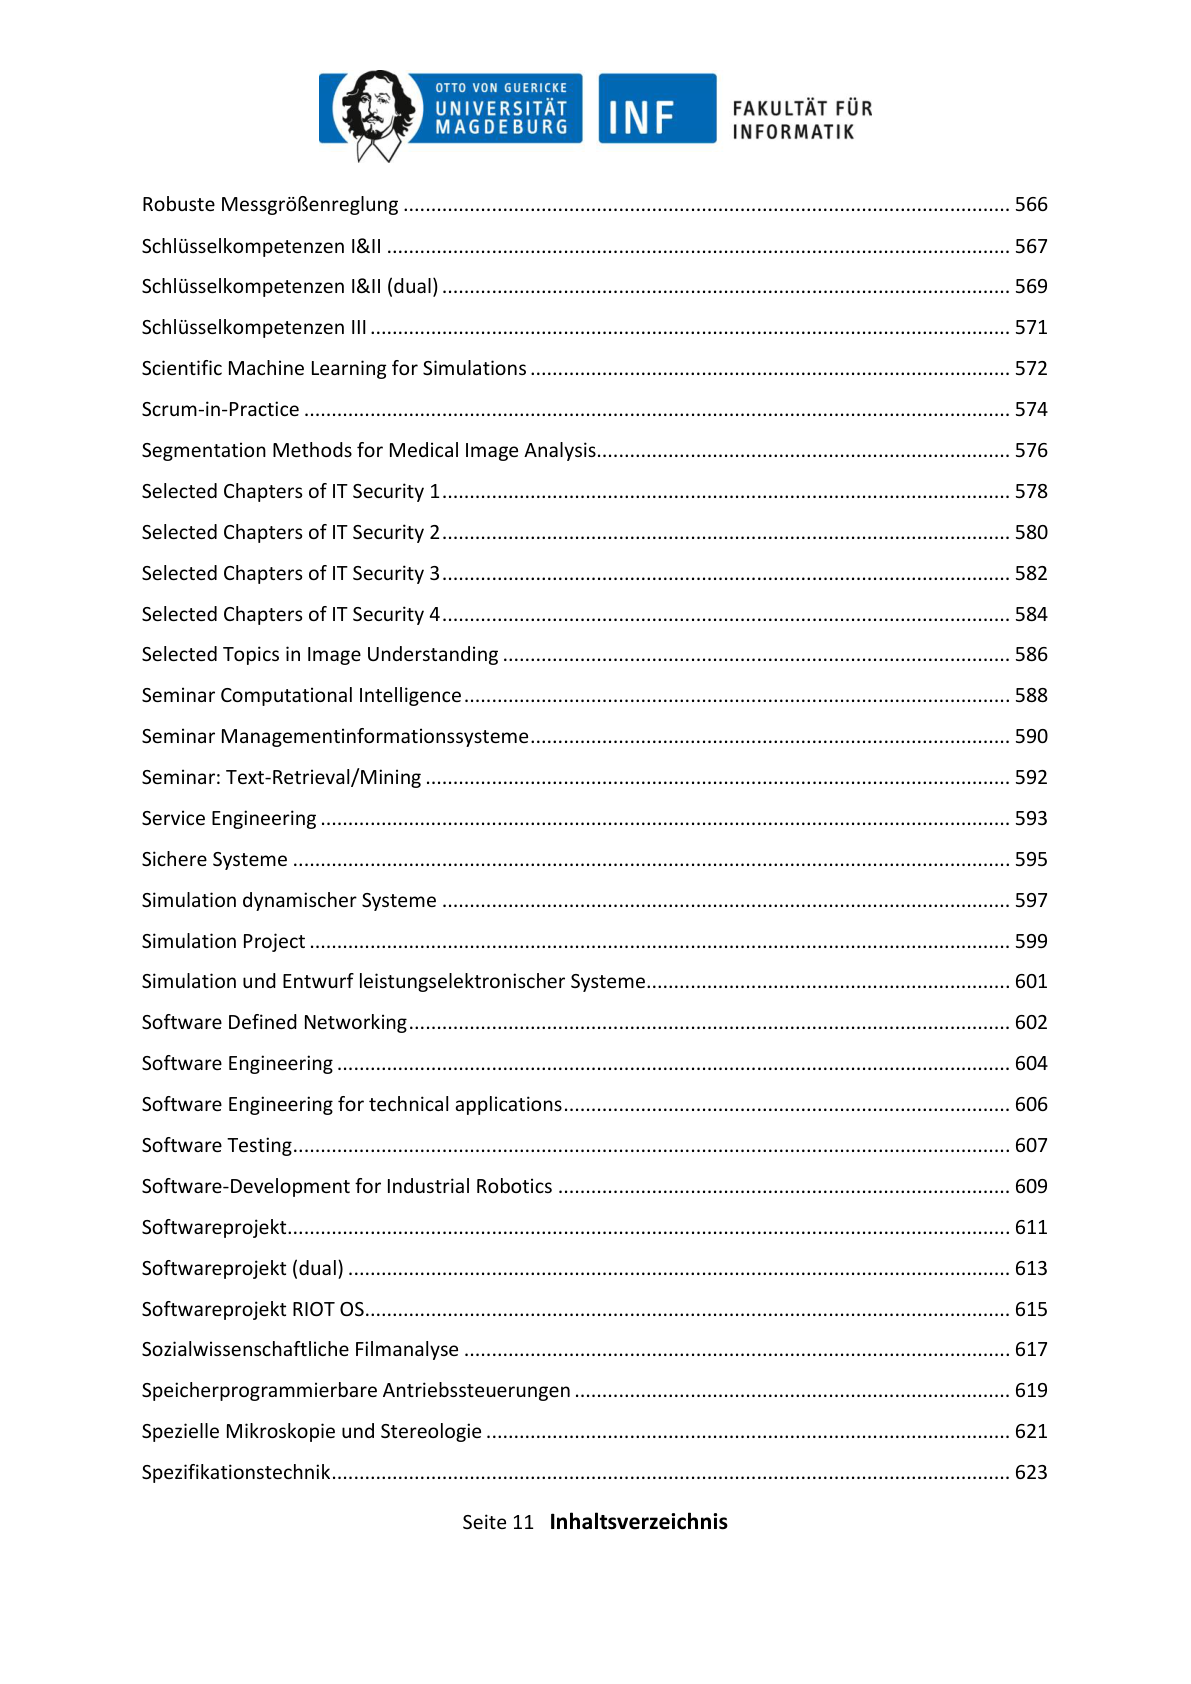 OTTO VON GUERICKE
UNIVERSITÄT
MAGDEBURG
INF
FAKULTÄT FÜR
INFORMATIK
Robuste Messgrößenreglung ... 566
Schlüsselkompetenzen I&II ... 567
Schlüsselkompetenzen I&II (dual) ... 569
Schlüsselkompetenzen III ... 571
Scientific Machine Learning for Simulations ... 572
Scrum-in-Practice ... 574
Segmentation Methods for Medical Image Analysis ... 576
Selected Chapters of IT Security 1 ... 578
Selected Chapters of IT Security 2 ... 580
Selected Chapters of IT Security 3 ... 582
Selected Chapters of IT Security 4 ... 584
Selected Topics in Image Understanding ... 586
Seminar Computational Intelligence ... 588
Seminar Managementinformationssysteme ... 590
Seminar: Text-Retrieval/Mining ... 592
Service Engineering ... 593
Sichere Systeme ... 595
Simulation dynamischer Systeme ... 597
Simulation Project ... 599
Simulation und Entwurf leistungselektronischer Systeme ... 601
Software Defined Networking ... 602
Software Engineering ... 604
Software Engineering for technical applications ... 606
Software Testing ... 607
Software-Development for Industrial Robotics ... 609
Softwareprojekt ... 611
Softwareprojekt (dual) ... 613
Softwareprojekt RIOT OS ... 615
Sozialwissenschaftliche Filmanalyse ... 617
Speicherprogrammierbare Antriebssteuerungen ... 619
Spezielle Mikroskopie und Stereologie ... 621
Spezifikationstechnik ... 623
Seite 11 Inhaltsverzeichnis